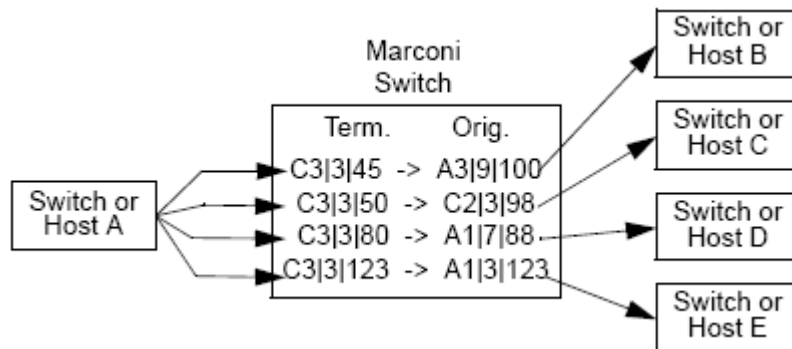 Marconi
Switch
Term. Orig.
C3|3|45 -> A3|9|100
C3|3|50 -> C2|3|98
C3|3|80 -> A1|7|88
C3|3|123 -> A1|3|123
Switch or
Host A
Switch or
Host B
Switch or
Host C
Switch or
Host D
Switch or
Host E